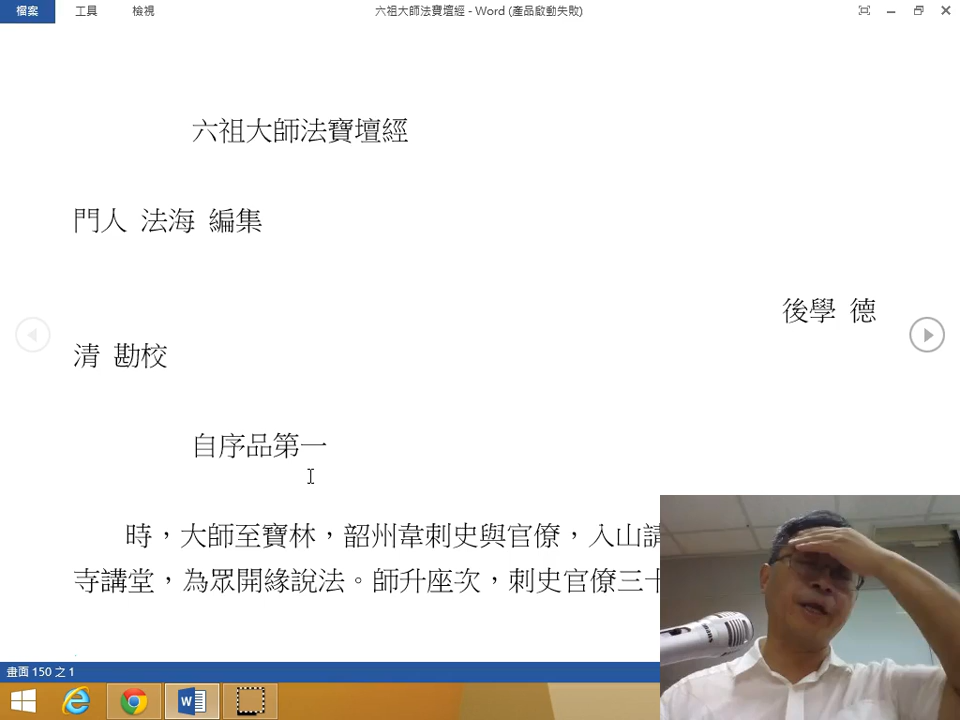 檔案 工具 檢視 六祖大師法寶壇經 - Word (產品啟動失敗)
六祖大師法寶壇經
門人 法海 編集
後學 德
清 勘校
自序品第一
時，大師至寶林，韶州韋刺史與官僚，入山請
寺講堂，為眾開緣說法。師升座次，刺史官僚三十
畫面 150 之 1